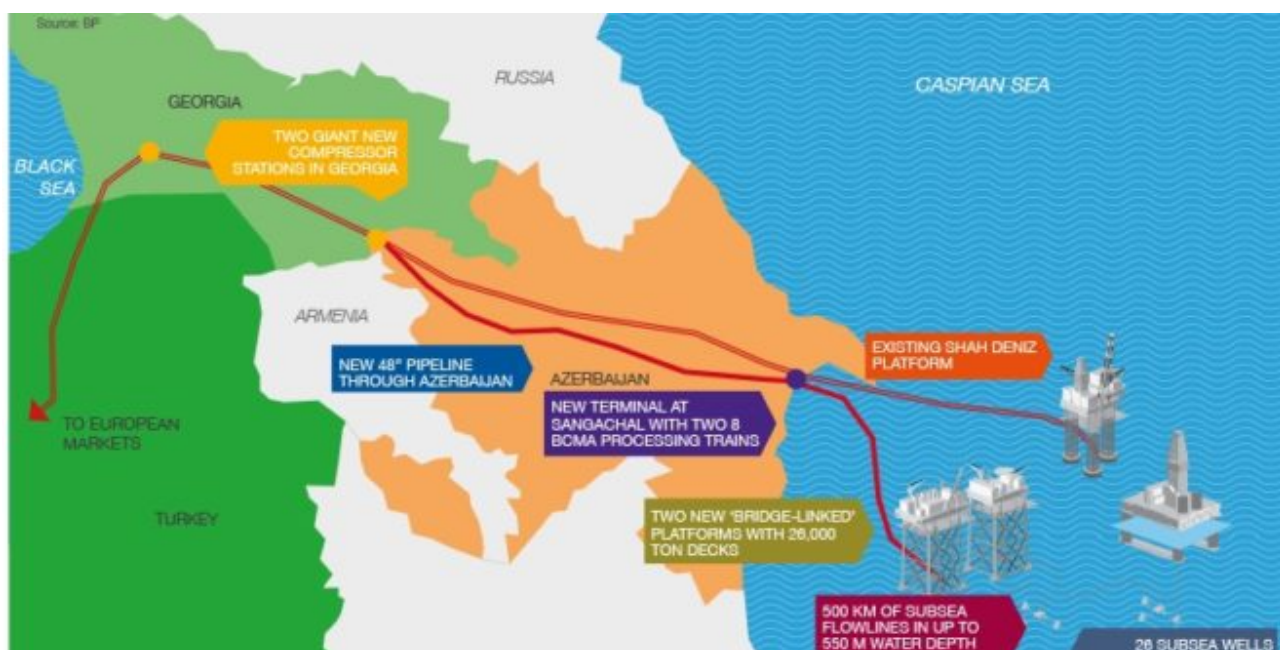 Source: BP
RUSSIA
CASPIAN SEA
GEORGIA
TWO GIANT NEW
COMPRESSOR
STATIONS IN GEORGIA
BLACK
SEA
ARMENIA
NEW 48" PIPELINE
THROUGH AZERBAIJAN
AZERBAIJAN
EXISTING SHAH DENIZ
PLATFORM
NEW TERMINAL AT
SANGACHAL WITH TWO 8
BCMA PROCESSING TRAINS
TO EUROPEAN
MARKETS
TURKEY
TWO NEW 'BRIDGE-LINKED'
PLATFORMS WITH 26,000
TON DECKS
500 KM OF SUBSEA
FLOWLINES IN UP TO
550 M WATER DEPTH
26 SUBSEA WELLS